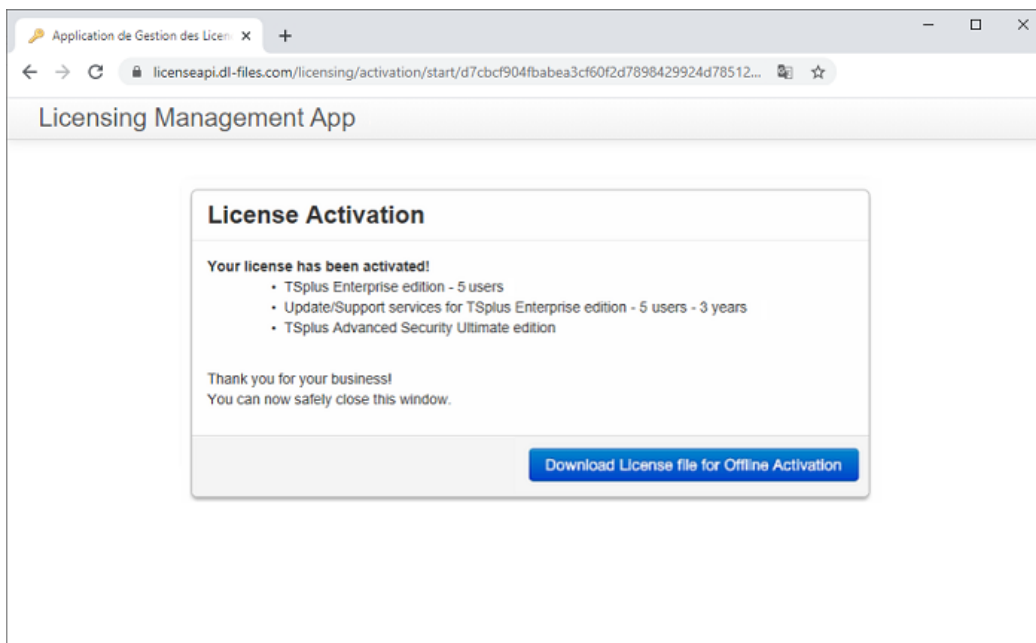 Application de Gestion des Licen
licenseapi.dl-files.com/licensing/activation/start/d7cbcf904fbabea3cf60f2d7898429924d78512...
Licensing Management App
License Activation
Your license has been activated!
• TSplus Enterprise edition - 5 users
• Update/Support services for TSplus Enterprise edition - 5 users - 3 years
• TSplus Advanced Security Ultimate edition
Thank you for your business!
You can now safely close this window.
Download License file for Offline Activation